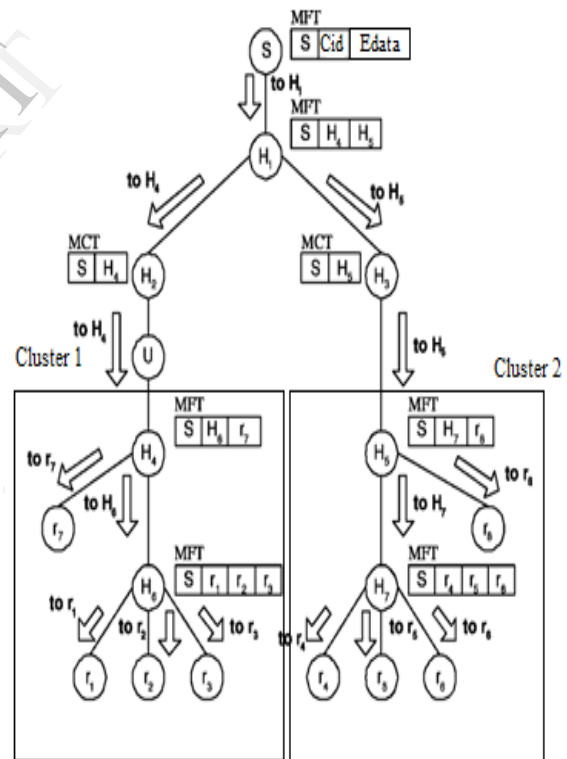 MFT
S Cid Edata
S
to H₁
MFT
S H₄ H₅
H₁
to H₄
to H₅
MCT
S H₄
H₂
MCT
S H₅
H₃
to H₄
U
to H₅
Cluster 1
Cluster 2
MFT
S H₆ r₇
H₄
MFT
S H₇ r₈
H₅
to r₇
to H₆
r₇
to H₇
to r₈
r₈
MFT
S r₁ r₂ r₃
H₆
MFT
S r₄ r₅ r₆
H₇
to r₁
to r₂
to r₃
to r₄
to r₅
to r₆
r₁
r₂
r₃
r₄
r₅
r₆